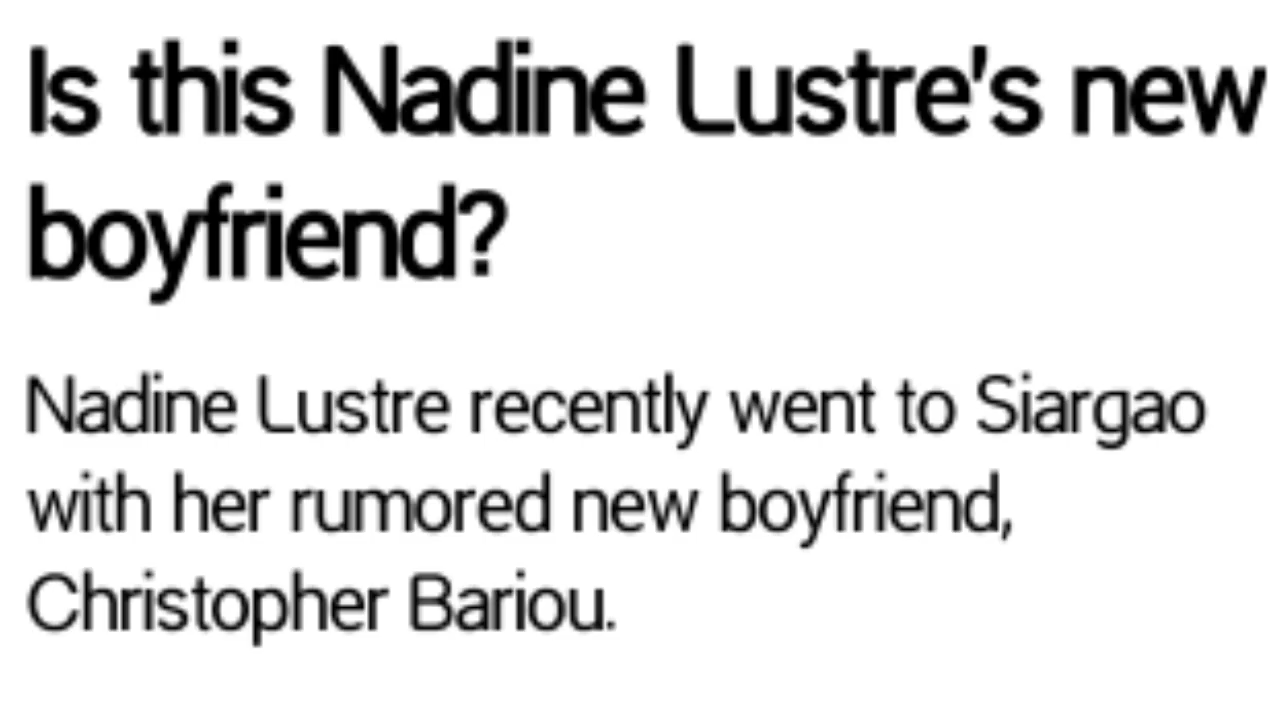 Is this Nadine Lustre's new
boyfriend?
Nadine Lustre recently went to Siargao
with her rumored new boyfriend,
Christopher Bariou.